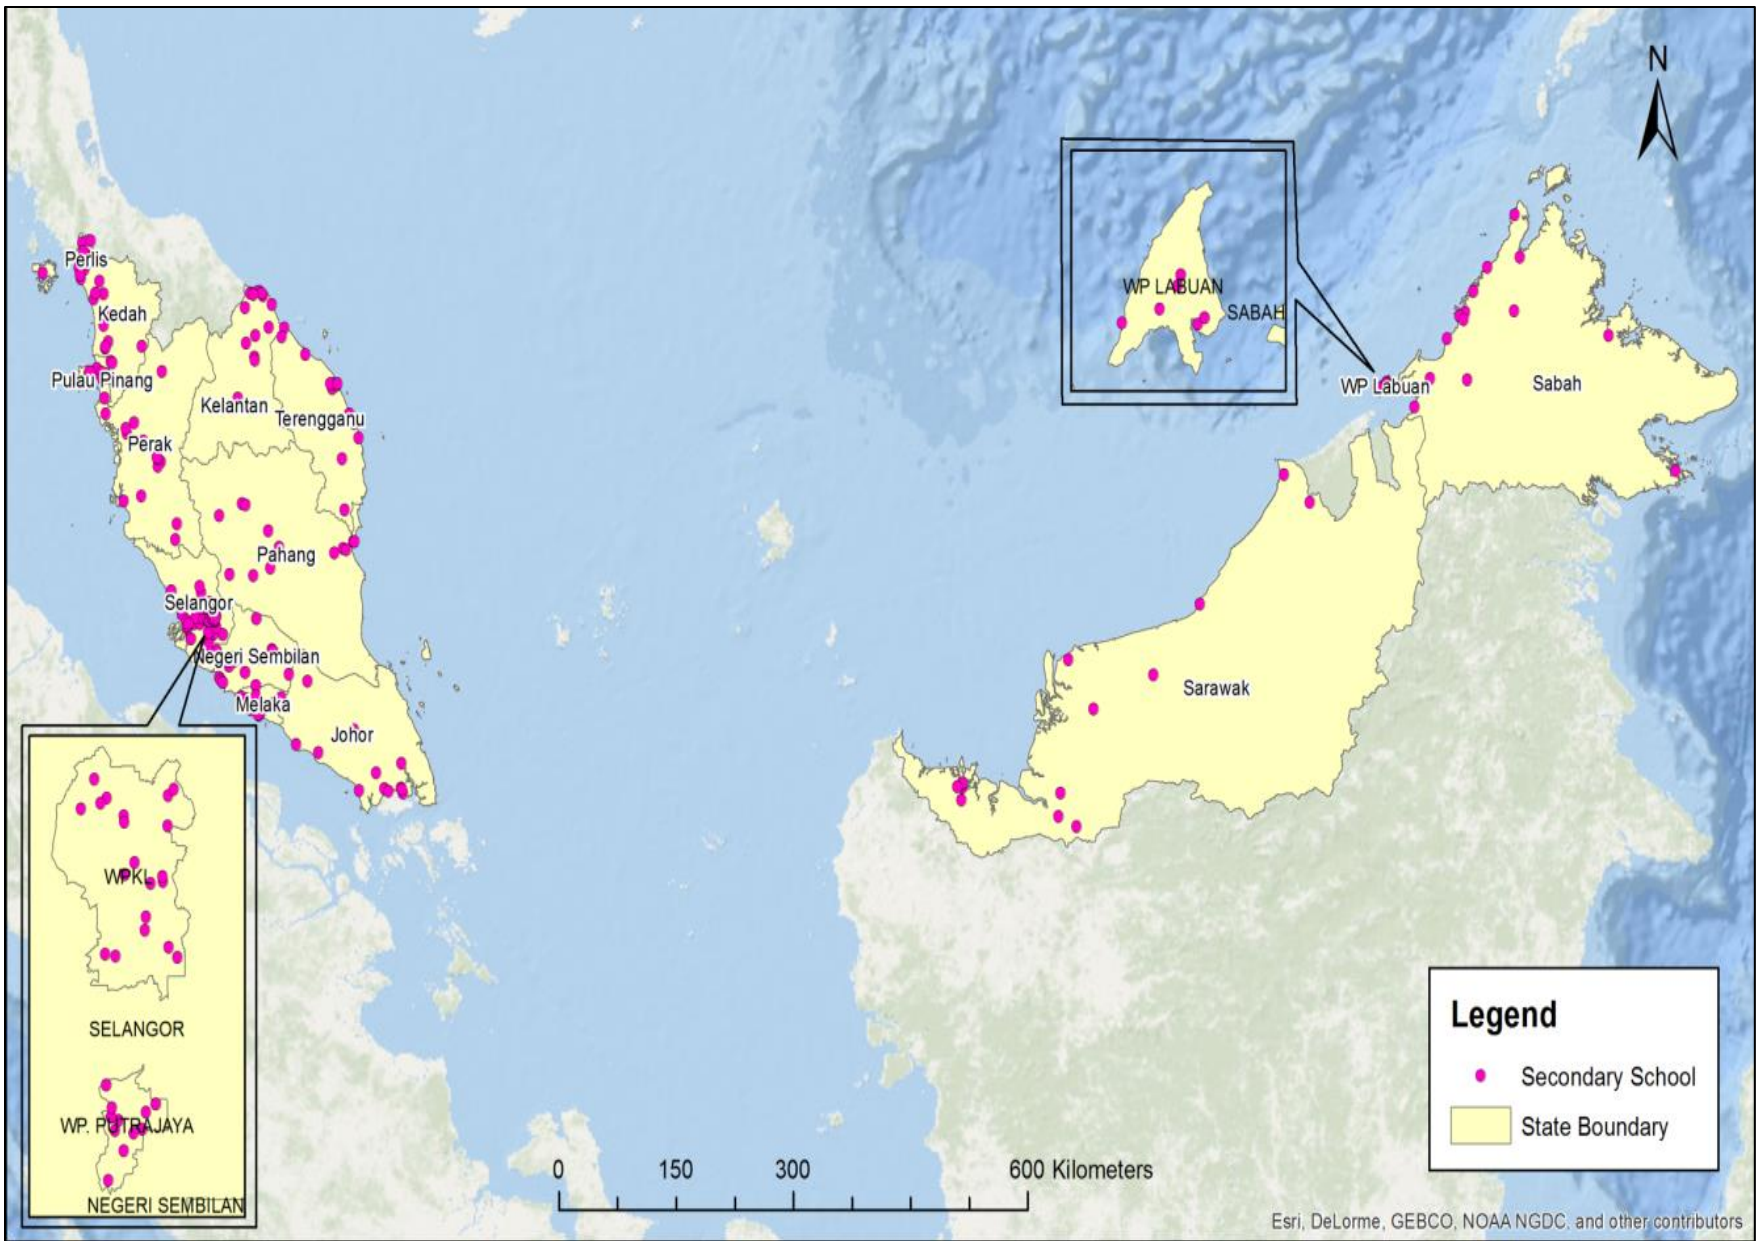 N
Perlis
Kedah
Pulau Pinang
Kelantan
Terengganu
Perak
Pahang
Selangor
Negeri Sembilan
Melaka
Johor
WP LABUAN
SABAH
WP Labuan
Sabah
Sarawak
WPKL
SELANGOR
WP. PUTRAJAYA
NEGERI SEMBILAN
0 150 300 600 Kilometers
Legend
Secondary School
State Boundary
Esri, DeLorme, GEBCO, NOAA NGDC, and other contributors